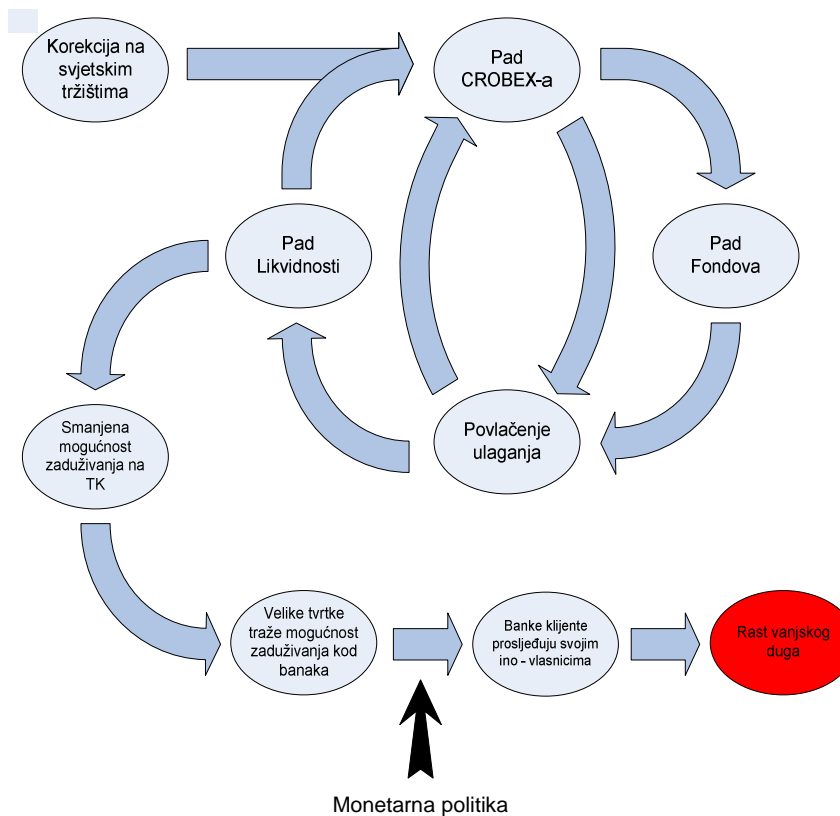 Korekcija na
svjetskim
tržištima
Pad
CROBEX-a
Pad
Likvidnosti
Pad
Fondova
Smanjena
mogućnost
zaduživanja na
TK
Povlačenje
ulaganja
Velike tvrtke
traže mogućnost
zaduživanja kod
banaka
Banke klijente
prosljeđuju svojim
ino - vlasnicima
Rast vanjskog
duga
Monetarna politika